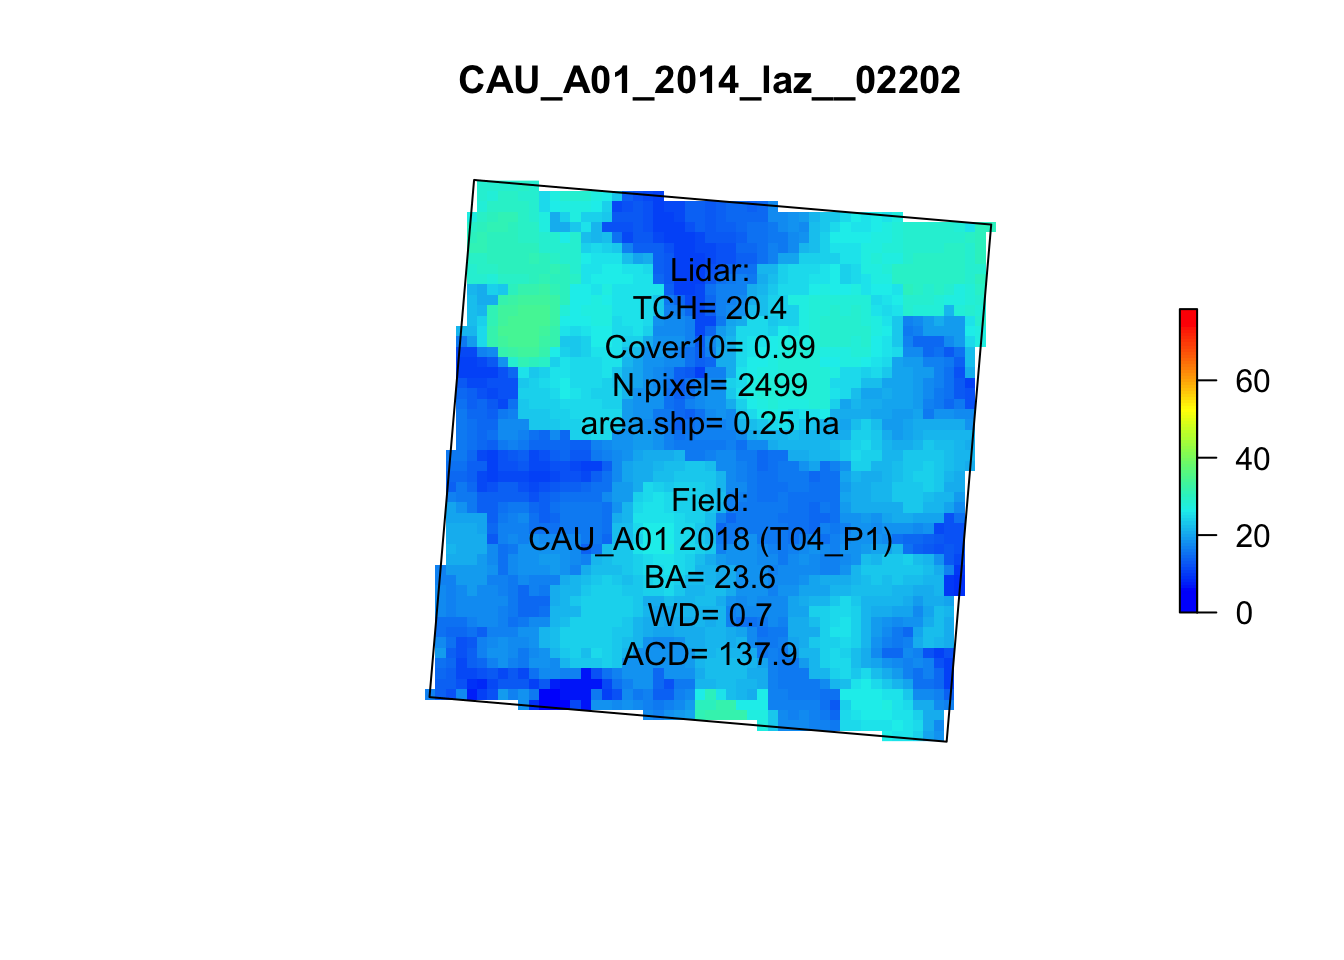 CAU_A01_2014_laz__02202
Lidar:
TCH= 20.4
Cover10= 0.99
N.pixel= 2499
area.shp= 0.25 ha
Field:
CAU_A01 2018 (T04_P1)
BA= 23.6
WD= 0.7
ACD= 137.9
60
40
20
0